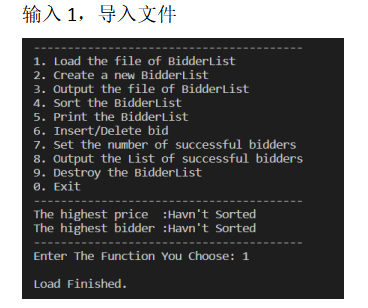 输入 1，导入文件
----------------------------------------
1. Load the file of BidderList
2. Create a new BidderList
3. Output the file of BidderList
4. Sort the BidderList
5. Print the BidderList
6. Insert/Delete bid
7. Set the number of successful bidders
8. Output the List of successful bidders
9. Destroy the BidderList
0. Exit
----------------------------------------
The highest price  :Havn't Sorted
The highest bidder :Havn't Sorted
----------------------------------------
Enter The Function You Choose: 1
Load Finished.